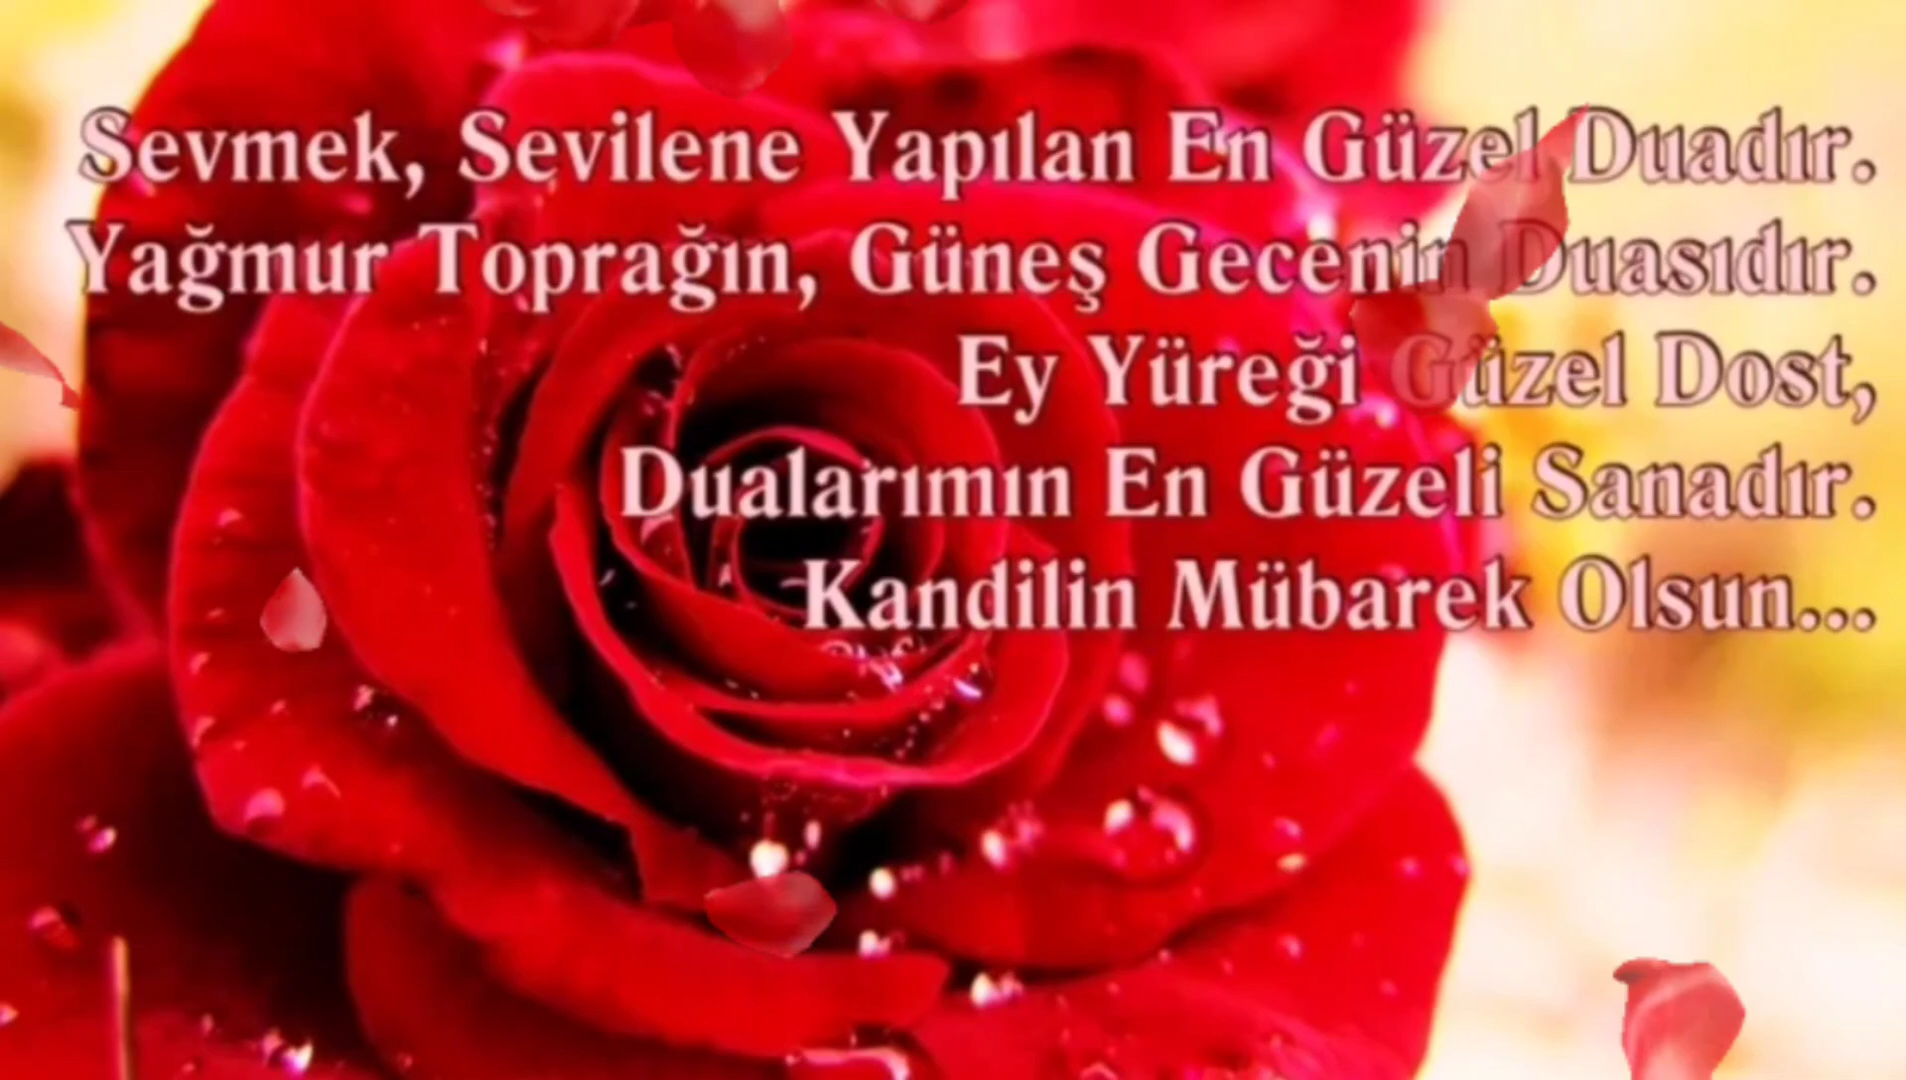 Sevmek, Sevilene Yapılan En Güzel Duadır.
Yağmur Toprağın, Güneş Gecenin Duasıdır.
Ey Yüreği Güzel Dost,
Dualarımın En Güzeli Sanadır.
Kandilin Mübarek Olsun...